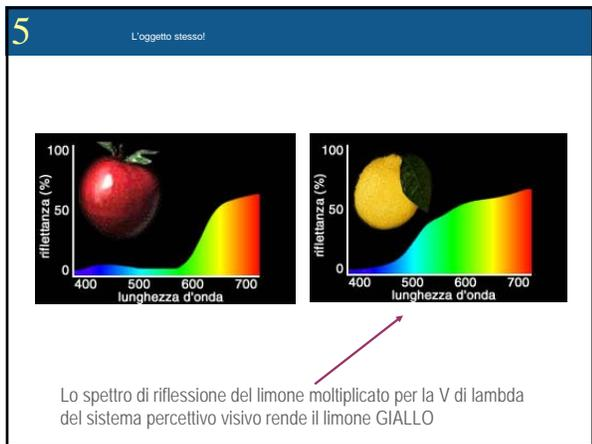 5
L'oggetto stesso!
100
50
0
riflettanza (%)
400 500 600 700
lunghezza d'onda
100
50
0
riflettanza (%)
400 500 600 700
lunghezza d'onda
Lo spettro di riflessione del limone moltiplicato per la V di lambda
del sistema percettivo visivo rende il limone GIALLO